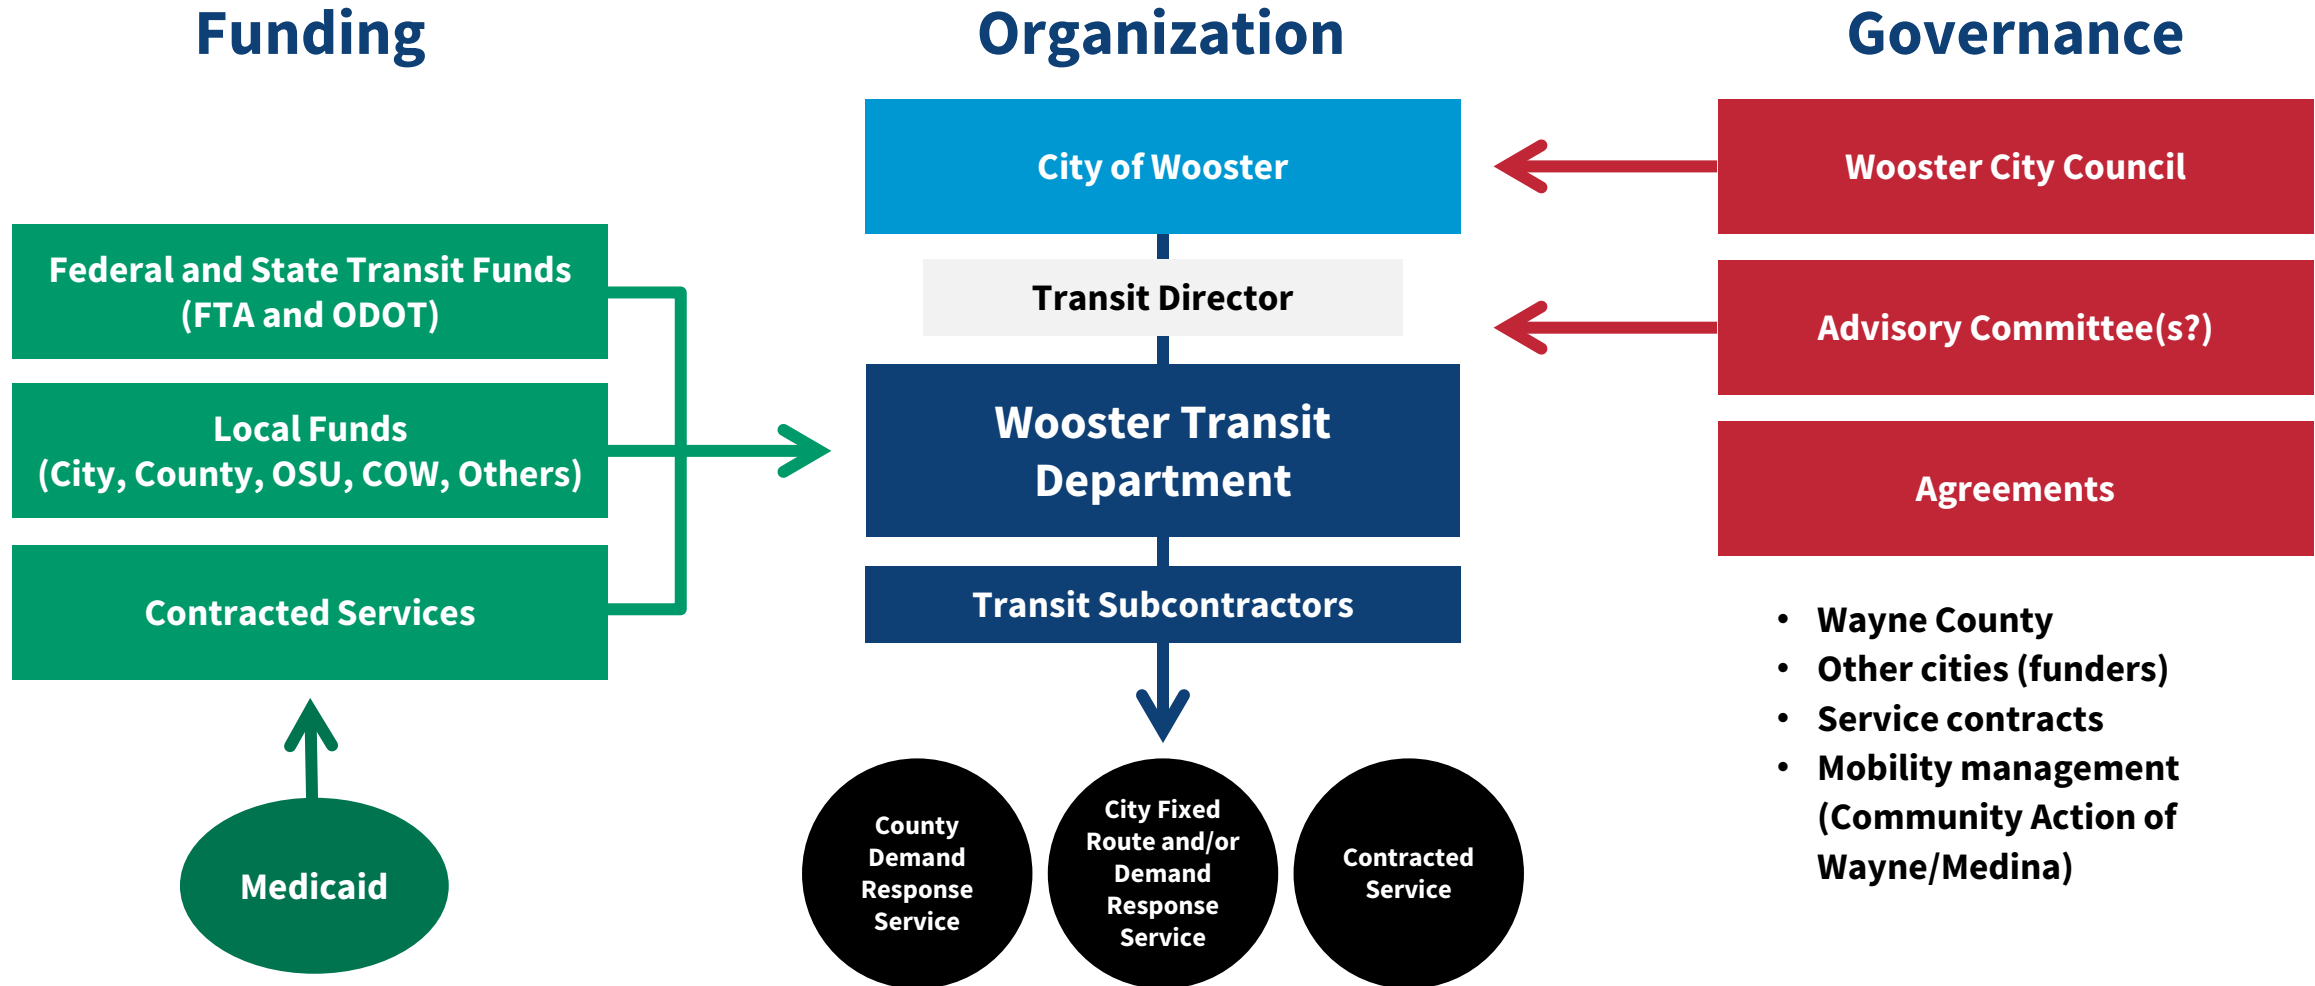 Funding
Organization
Governance
Federal and State Transit Funds
(FTA and ODOT)
Local Funds
(City, County, OSU, COW, Others)
Contracted Services
Medicaid
City of Wooster
Transit Director
Wooster Transit
Department
Transit Subcontractors
County
Demand
Response
Service
City Fixed
Route and/or
Demand
Response
Service
Contracted
Service
Wooster City Council
Advisory Committee(s?)
Agreements
• Wayne County
• Other cities (funders)
• Service contracts
• Mobility management
(Community Action of
Wayne/Medina)